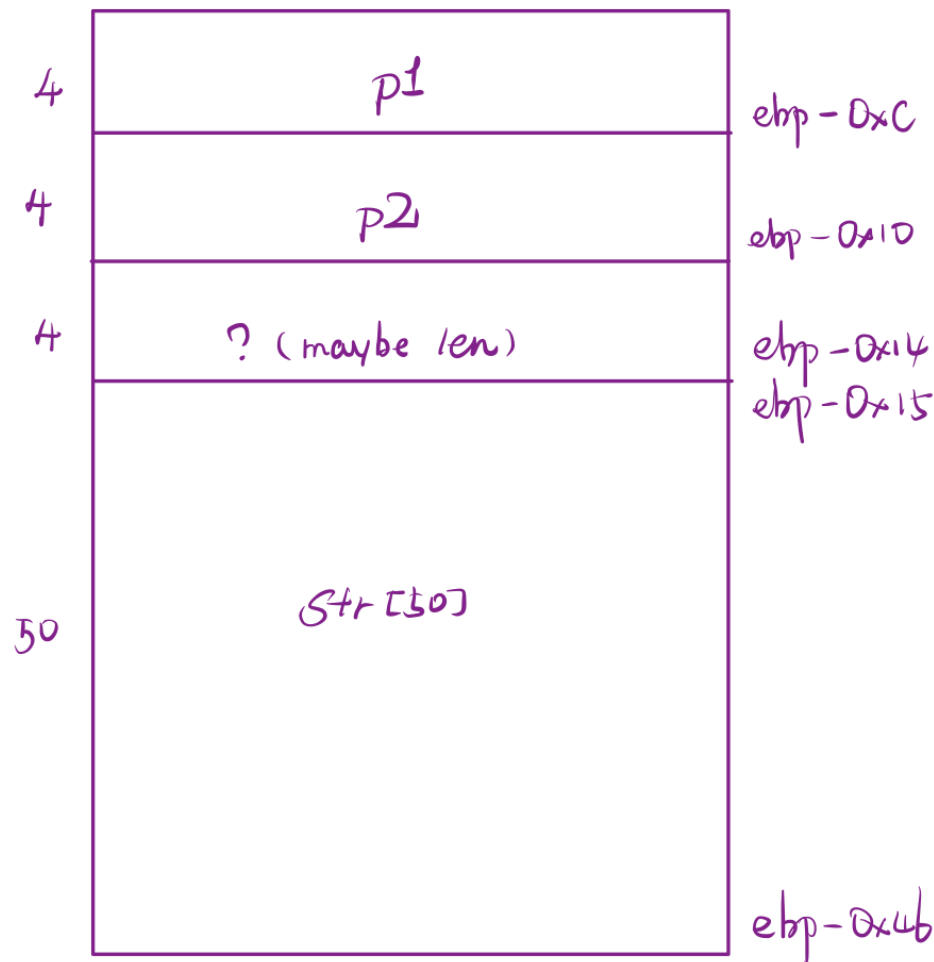 4 p1 ebp-0xC
4 p2 ebp-0x10
4 ? (maybe len) ebp-0x14
ebp-0x15
50 Str[50]
ebp-0x46